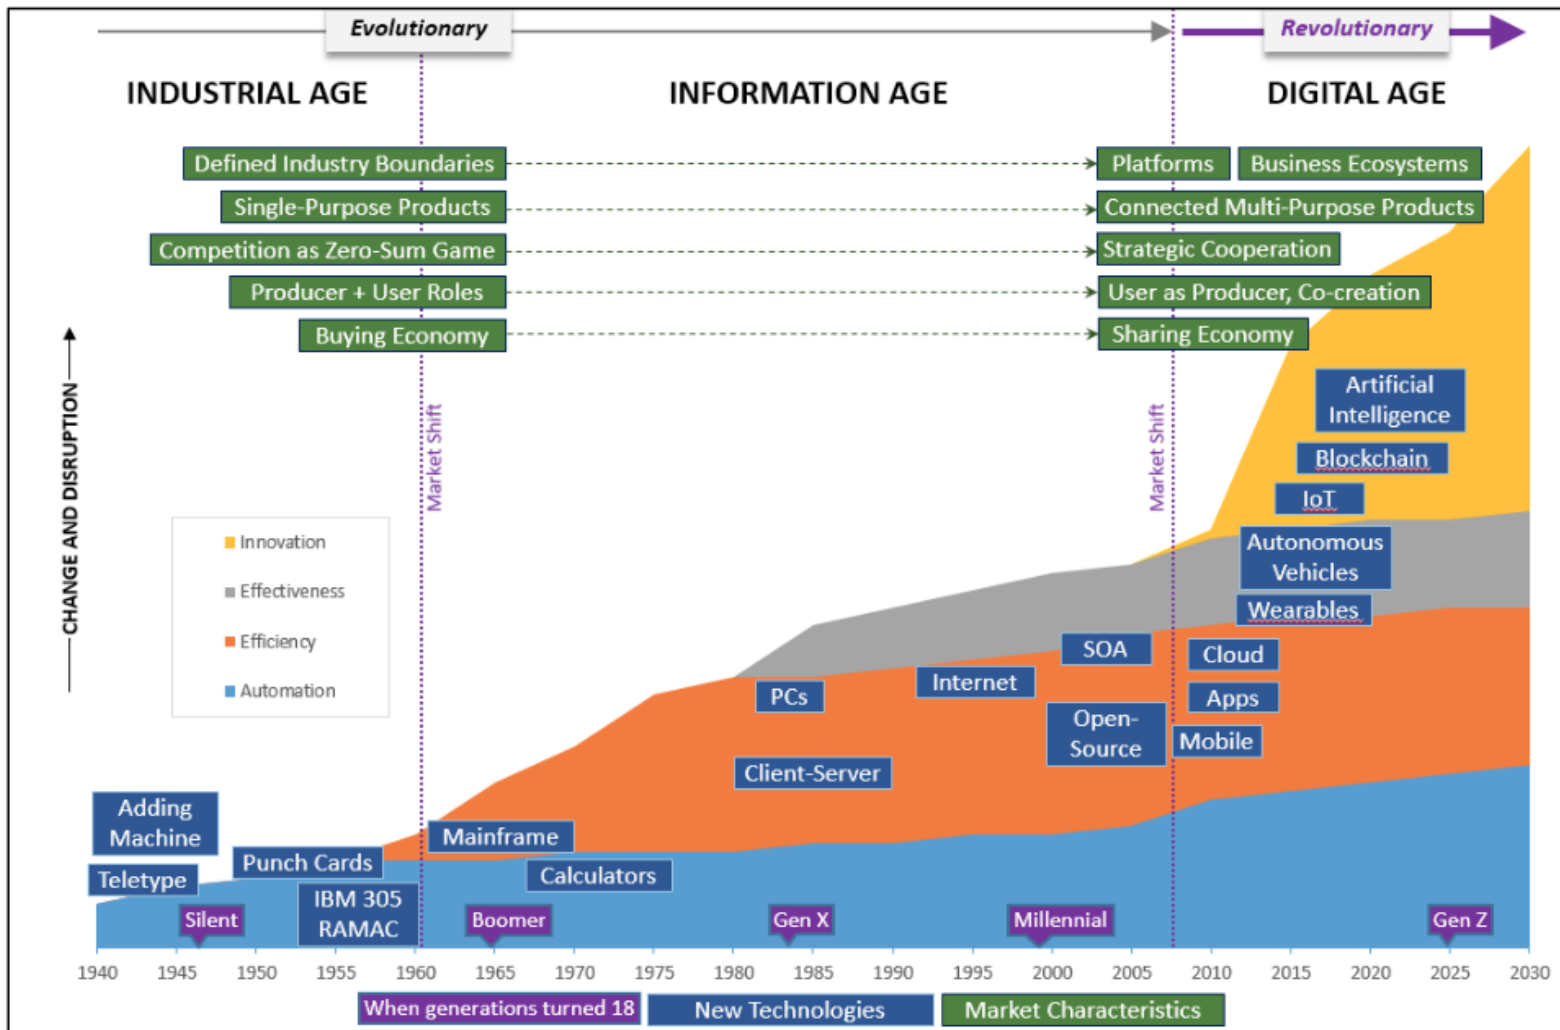 Evolutionary
Revolutionary
INDUSTRIAL AGE
INFORMATION AGE
DIGITAL AGE
Defined Industry Boundaries
Platforms
Business Ecosystems
Single-Purpose Products
Connected Multi-Purpose Products
Competition as Zero-Sum Game
Strategic Cooperation
Producer + User Roles
User as Producer, Co-creation
Buying Economy
Sharing Economy
CHANGE AND DISRUPTION
Market Shift
Market Shift
Innovation
Effectiveness
Efficiency
Automation
Artificial
Intelligence
Blockchain
IoT
Autonomous
Vehicles
Wearables
SOA
Cloud
Internet
PCs
Apps
Open-
Source
Mobile
Client-Server
Adding
Machine
Mainframe
Punch Cards
Teletype
Calculators
IBM 305
RAMAC
Silent
Boomer
Gen X
Millennial
Gen Z
1940 1945 1950 1955 1960 1965 1970 1975 1980 1985 1990 1995 2000 2005 2010 2015 2020 2025 2030
When generations turned 18
New Technologies
Market Characteristics